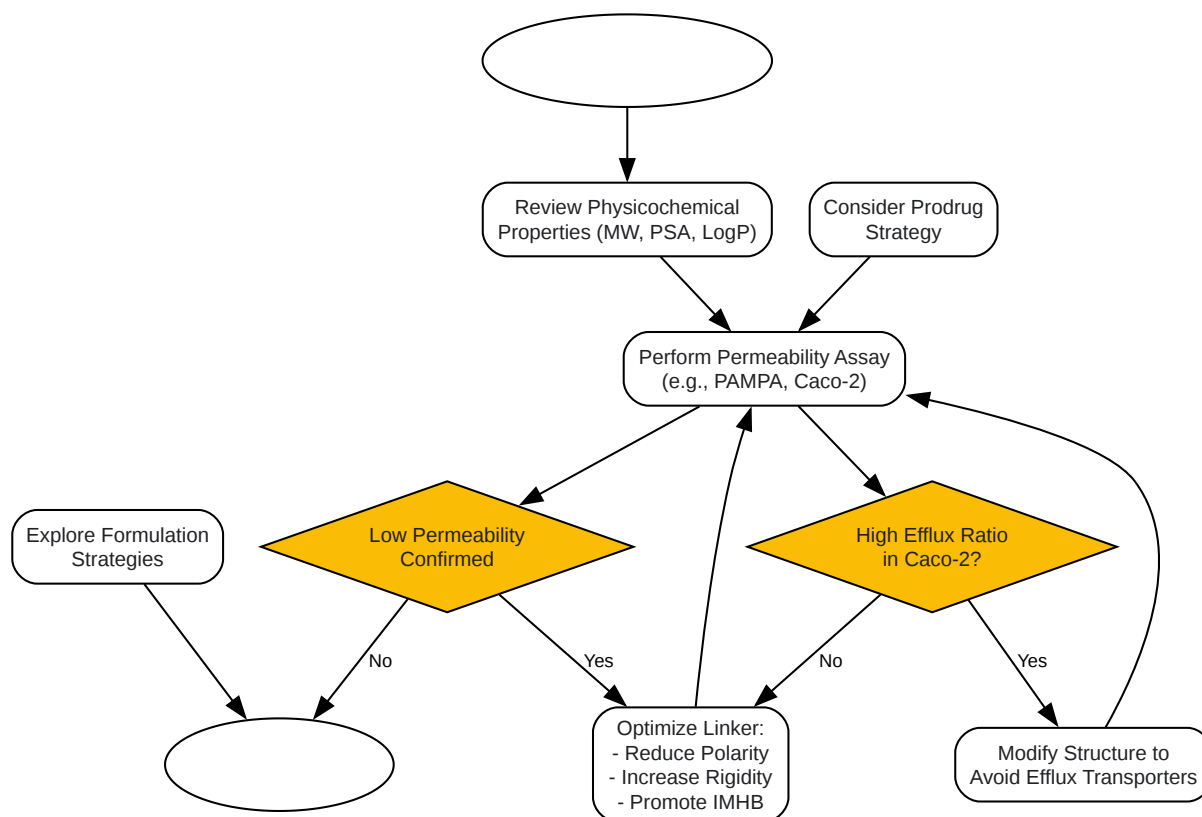 Review Physicochemical
Properties (MW, PSA, LogP)
Consider Prodrug
Strategy
Perform Permeability Assay
(e.g., PAMPA, Caco-2)
Explore Formulation
Strategies
Low Permeability
Confirmed
High Efflux Ratio
in Caco-2?
No
Yes
No
Yes
Optimize Linker:
- Reduce Polarity
- Increase Rigidity
- Promote IMHB
Modify Structure to
Avoid Efflux Transporters